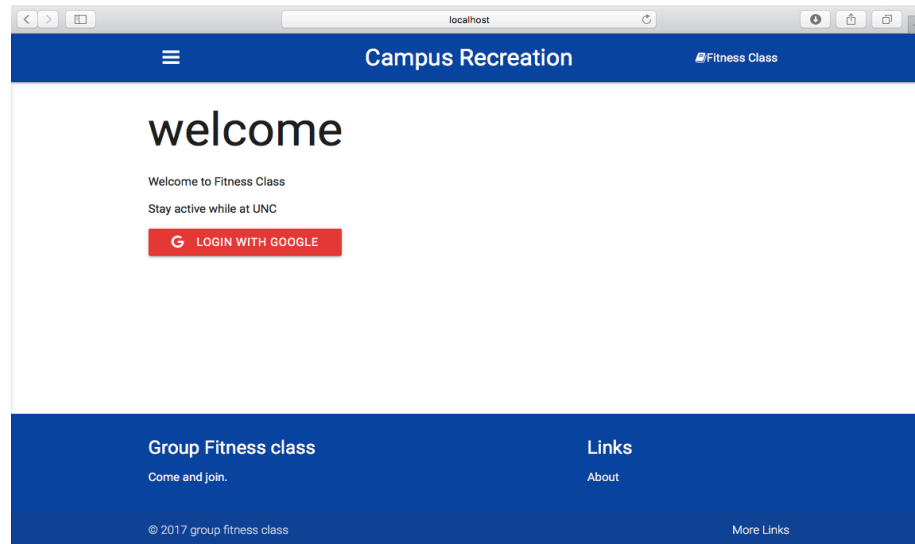 localhost
Campus Recreation
Fitness Class
welcome
Welcome to Fitness Class
Stay active while at UNC
G LOGIN WITH GOOGLE
Group Fitness class
Links
Come and join.
About
© 2017 group fitness class
More Links